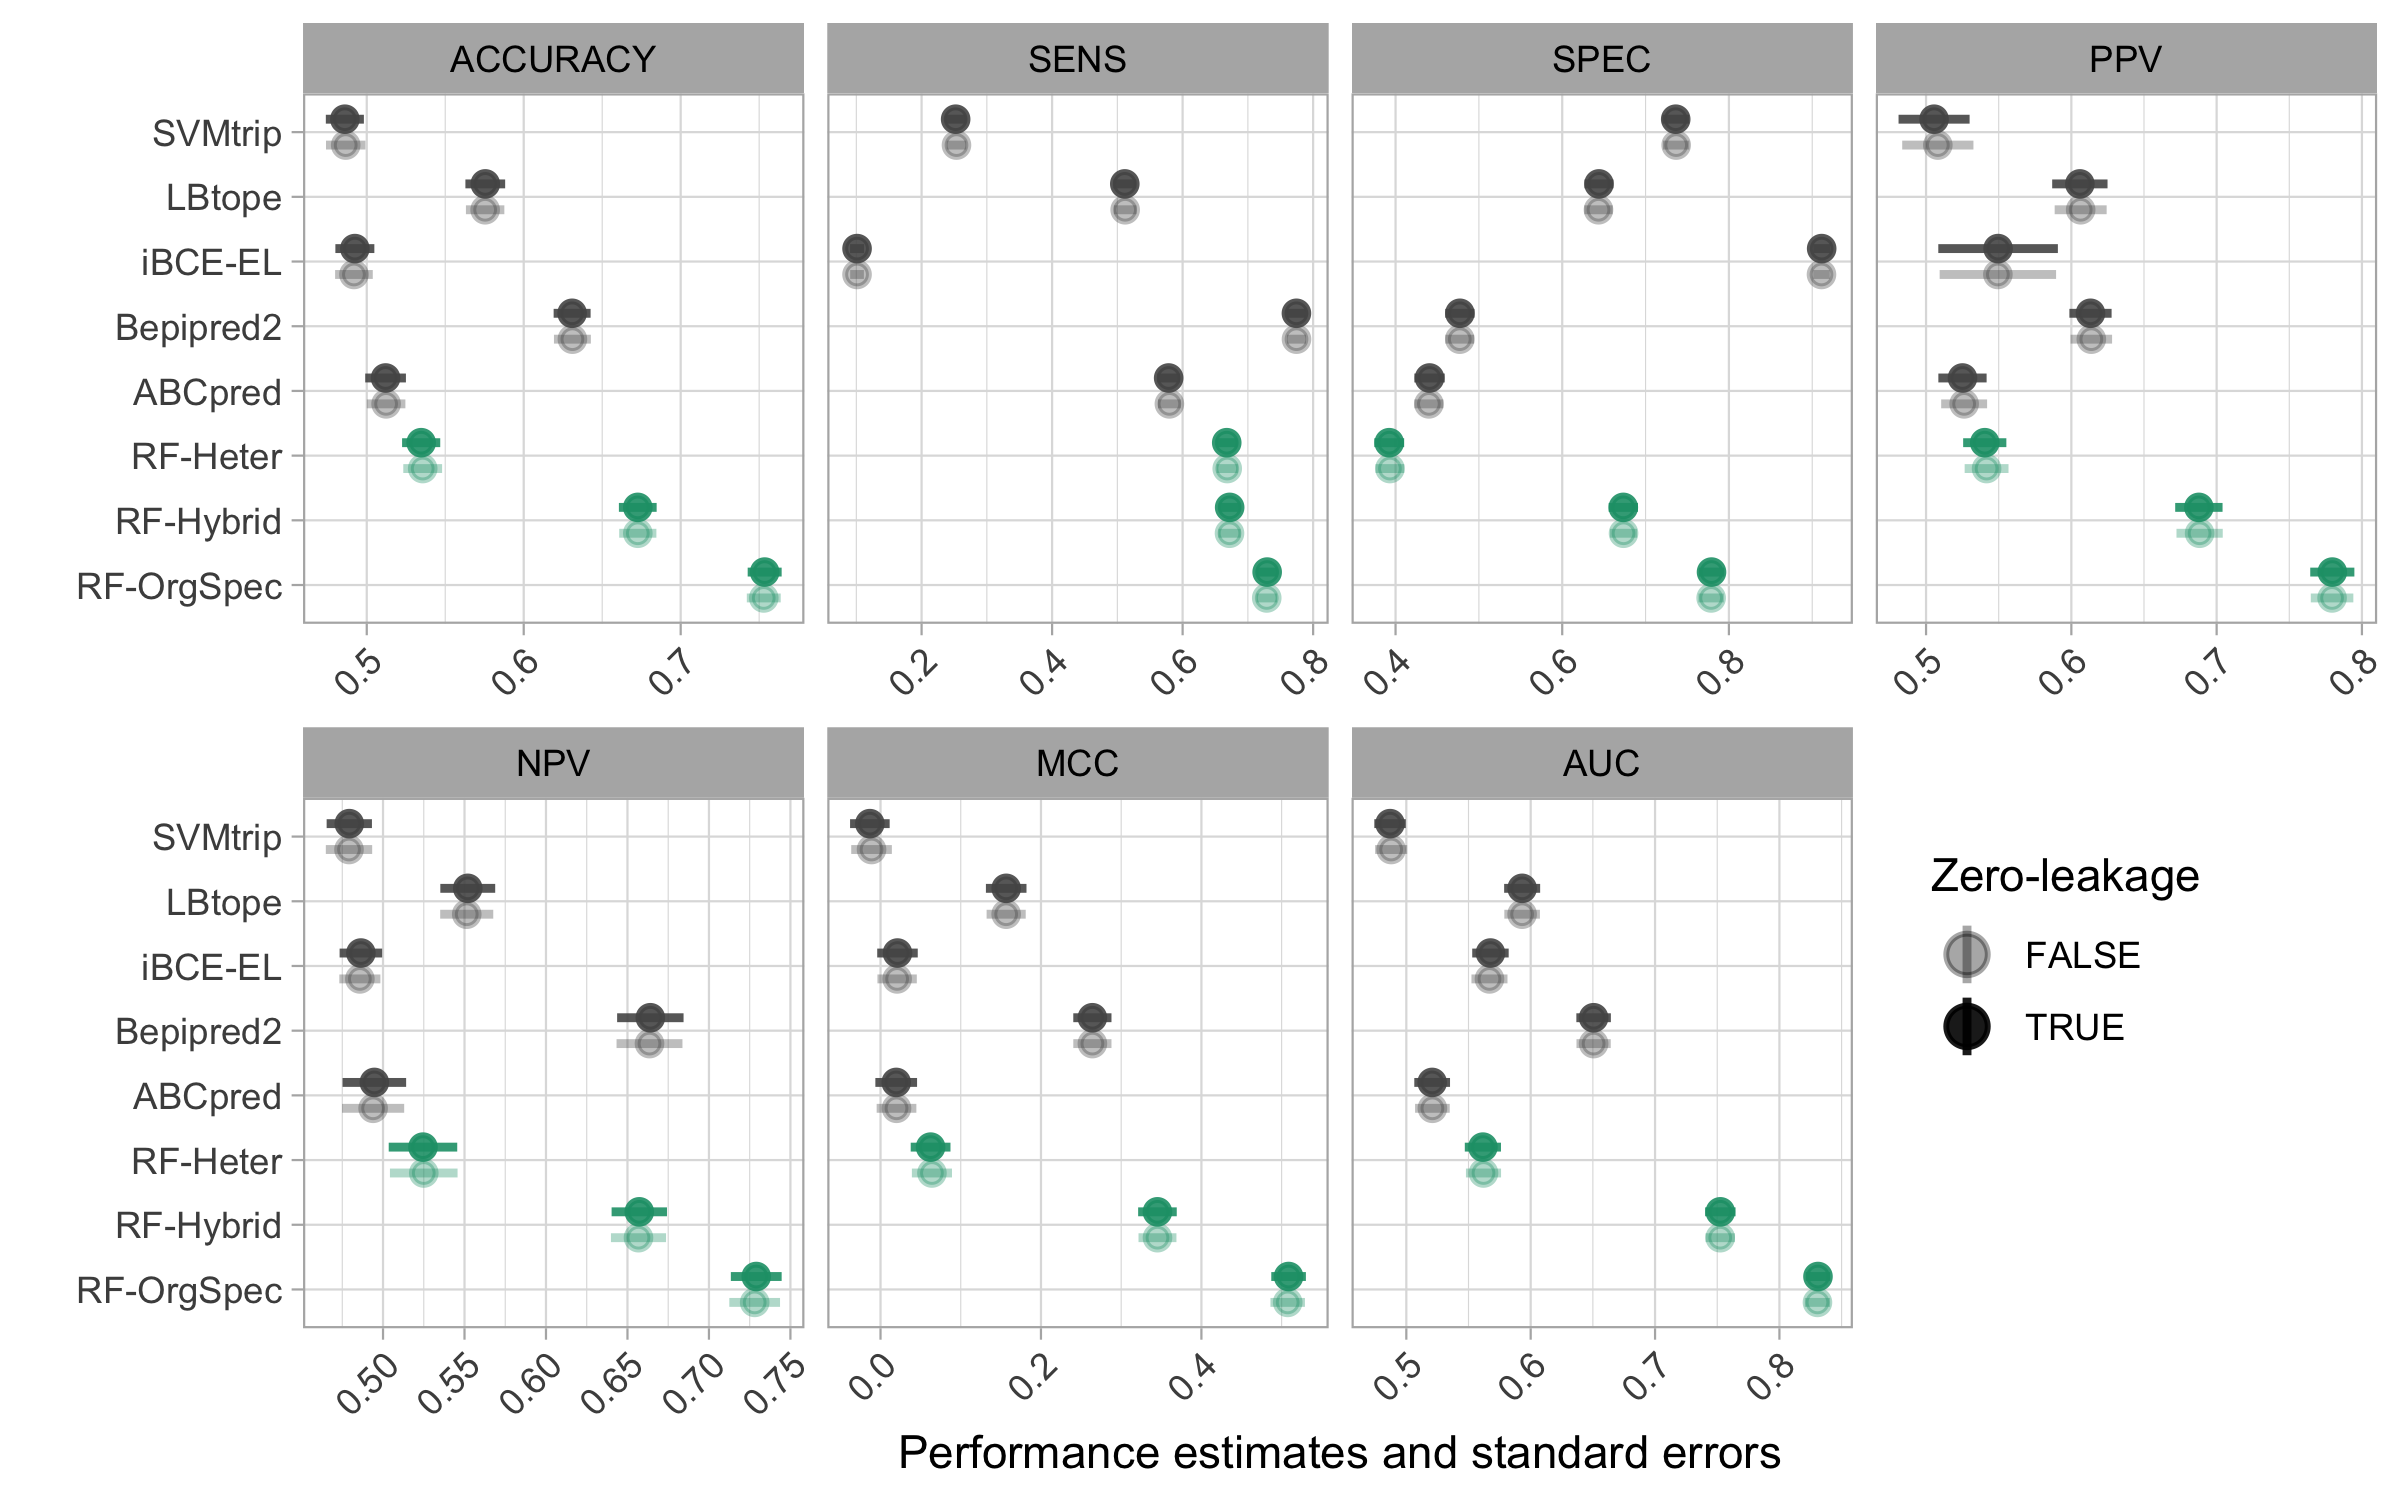 ACCURACY SENS SPEC PPV
SVMtrip
LBtope
iBCE-EL
Bepipred2
ABCpred
RF-Heter
RF-Hybrid
RF-OrgSpec
0.5 0.6 0.7 0.2 0.4 0.6 0.8 0.4 0.6 0.8 0.5 0.6 0.7 0.8
NPV MCC AUC
SVMtrip
LBtope
iBCE-EL
Bepipred2
ABCpred
RF-Heter
RF-Hybrid
RF-OrgSpec
0.50 0.55 0.60 0.65 0.70 0.75 0.0 0.2 0.4 0.5 0.6 0.7 0.8
Performance estimates and standard errors
Zero-leakage
FALSE
TRUE